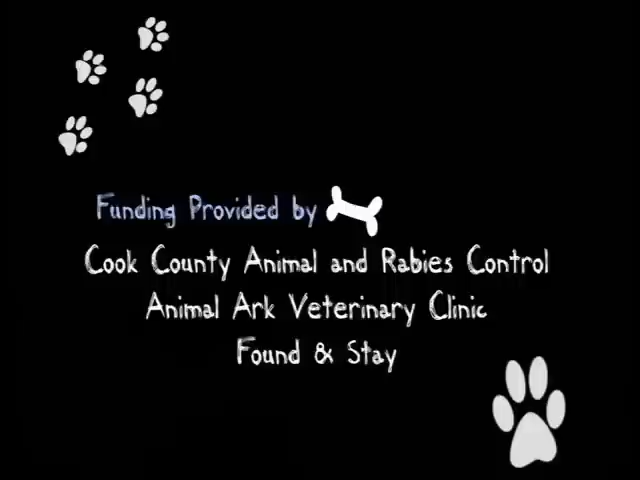 Funding Provided by
Cook County Animal and Rabies Control
Animal Ark Veterinary Clinic
Found & Stay